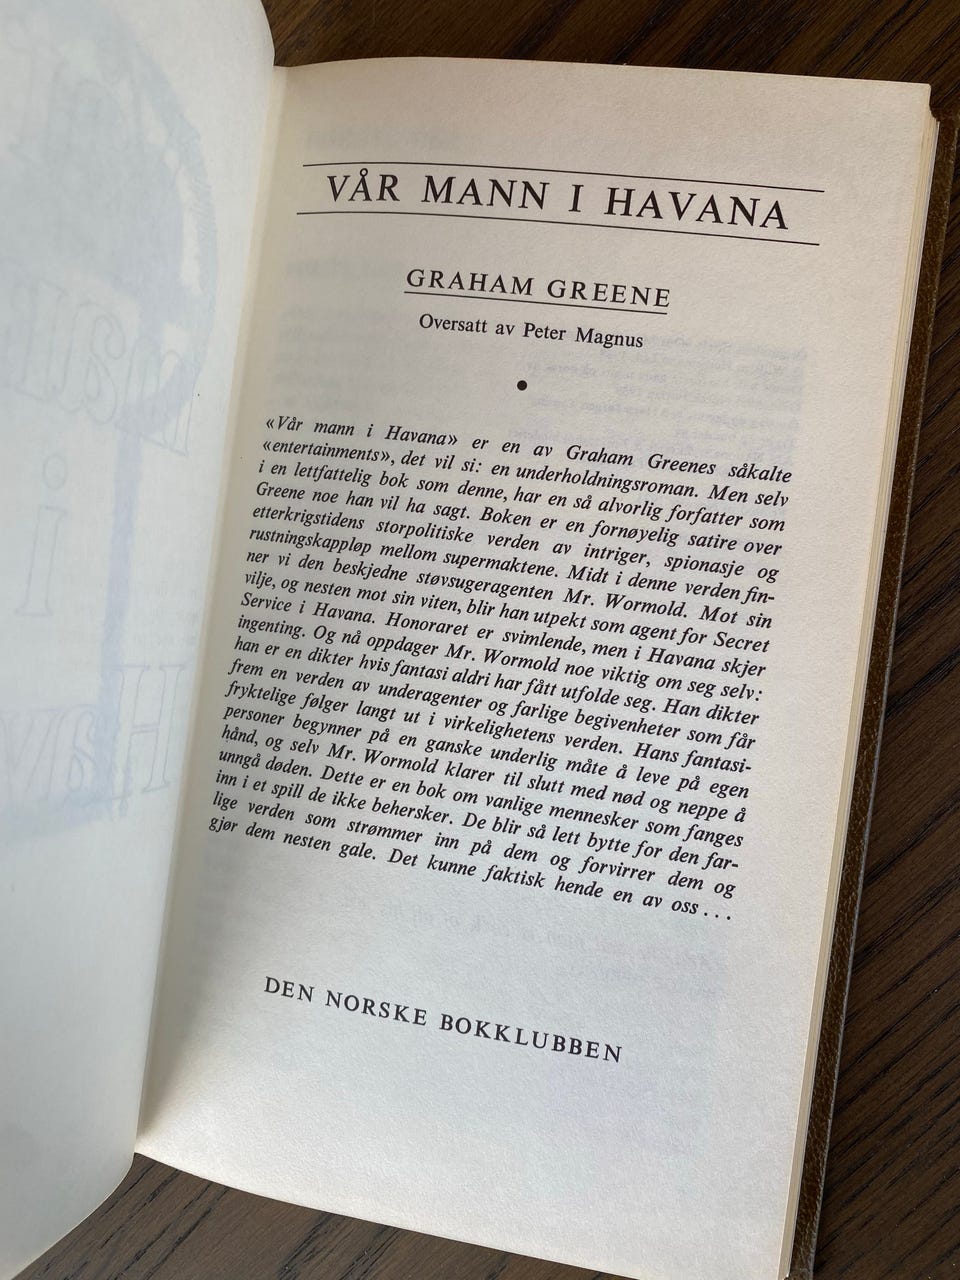 VÅR MANN I HAVANA
GRAHAM GREENE
Oversatt av Peter Magnus
«Vår mann i Havana» er en av Graham Greenes såkalte
«entertainments», det vil si: en underholdningsroman. Men selv
i en lettfattelig bok som denne, har en så alvorlig forfatter som
Greene noe han vil ha sagt. Boken er en fornøyelig satire over
etterkrigstidens storpolitiske verden av intriger, spionasje og
rustningskappløp mellom supermaktene. Midt i denne verden fin-
ner vi den beskjedne støvsugeragenten Mr. Wormold. Mot sin
vilje, og nesten mot sin viten, blir han utpekt som agent for Secret
Service i Havana. Honoraret er svimlende, men i Havana skjer
ingenting. Og nå oppdager Mr. Wormold noe viktig om seg selv:
han er en dikter hvis fantasi aldri har fått utfolde seg. Han dikter
frem en verden av underagenter og farlige begivenheter som får
fryktelige følger langt ut i virkelighetens verden. Hans fantasi-
personer begynner på en ganske underlig måte å leve på egen
hånd, og selv Mr. Wormold klarer til slutt med nød og neppe å
unngå døden. Dette er en bok om vanlige mennesker som fanges
inn i et spill de ikke behersker. De blir så lett bytte for den far-
lige verden som strømmer inn på dem og forvirrer dem og
gjør dem nesten gale. Det kunne faktisk hende en av oss . . .
DEN NORSKE BOKKLUBBEN